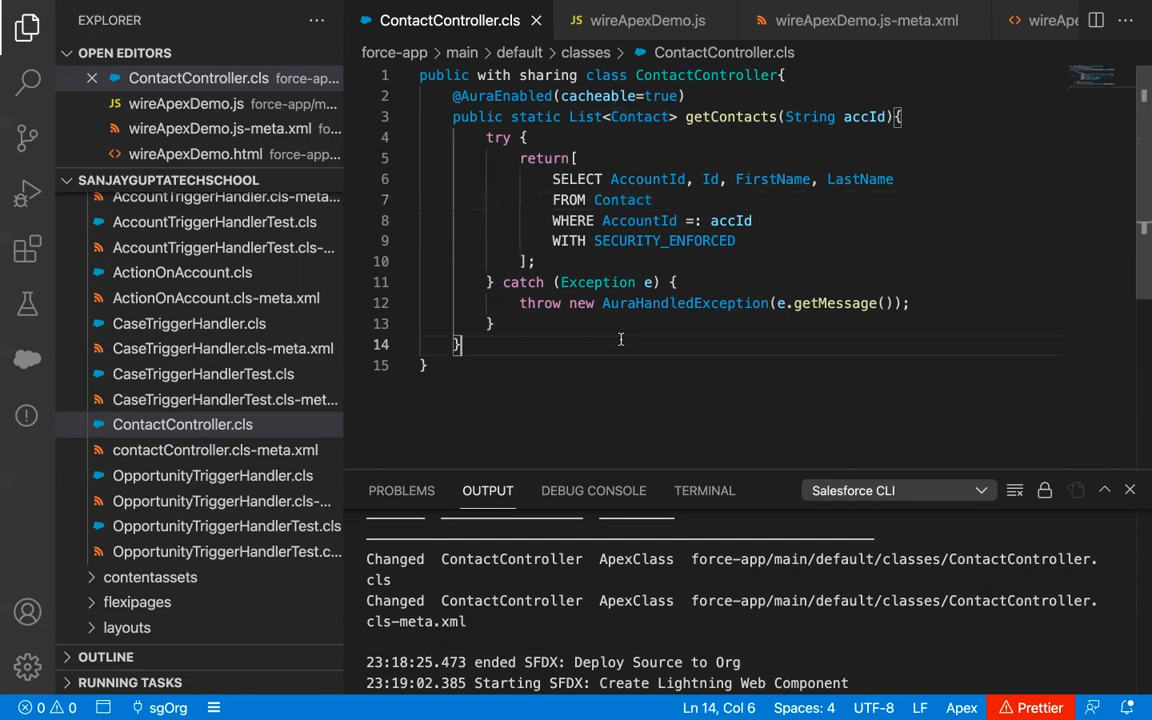 EXPLORER
OPEN EDITORS
ContactController.cls force-ap...
JS wireApexDemo.js force-app/m...
wireApexDemo.js-meta.xml fo...
<> wireApexDemo.html force-app...
SANJAYGUPTATECHSCHOOL
AccountTriggerHandler.cls-meta...
AccountTriggerHandlerTest.cls
AccountTriggerHandlerTest.cls-...
ActionOnAccount.cls
ActionOnAccount.cls-meta.xml
CaseTriggerHandler.cls
CaseTriggerHandler.cls-meta.xml
CaseTriggerHandlerTest.cls
CaseTriggerHandlerTest.cls-met...
ContactController.cls
contactController.cls-meta.xml
OpportunityTriggerHandler.cls
OpportunityTriggerHandler.cls-...
OpportunityTriggerHandlerTest.cls
OpportunityTriggerHandlerTest.c...
contentassets
flexipages
layouts
OUTLINE
RUNNING TASKS
ContactController.cls
JS wireApexDemo.js
wireApexDemo.js-meta.xml
<> wireApe
force-app > main > default > classes > ContactController.cls
1 public with sharing class ContactController{
2 @AuraEnabled(cacheable=true)
3 public static List<Contact> getContacts(String accId){
4 try {
5 return[
6 SELECT AccountId, Id, FirstName, LastName
7 FROM Contact
8 WHERE AccountId =: accId
9 WITH SECURITY_ENFORCED
10 ];
11 } catch (Exception e) {
12 throw new AuraHandledException(e.getMessage());
13 }
14 }
15 }
PROBLEMS OUTPUT DEBUG CONSOLE TERMINAL Salesforce CLI
Changed ContactController ApexClass force-app/main/default/classes/ContactController.
cls
Changed ContactController ApexClass force-app/main/default/classes/ContactController.
cls-meta.xml
23:18:25.473 ended SFDX: Deploy Source to Org
23:19:02.385 Starting SFDX: Create Lightning Web Component
0 0 sgOrg Ln 14, Col 6 Spaces: 4 UTF-8 LF Apex Prettier